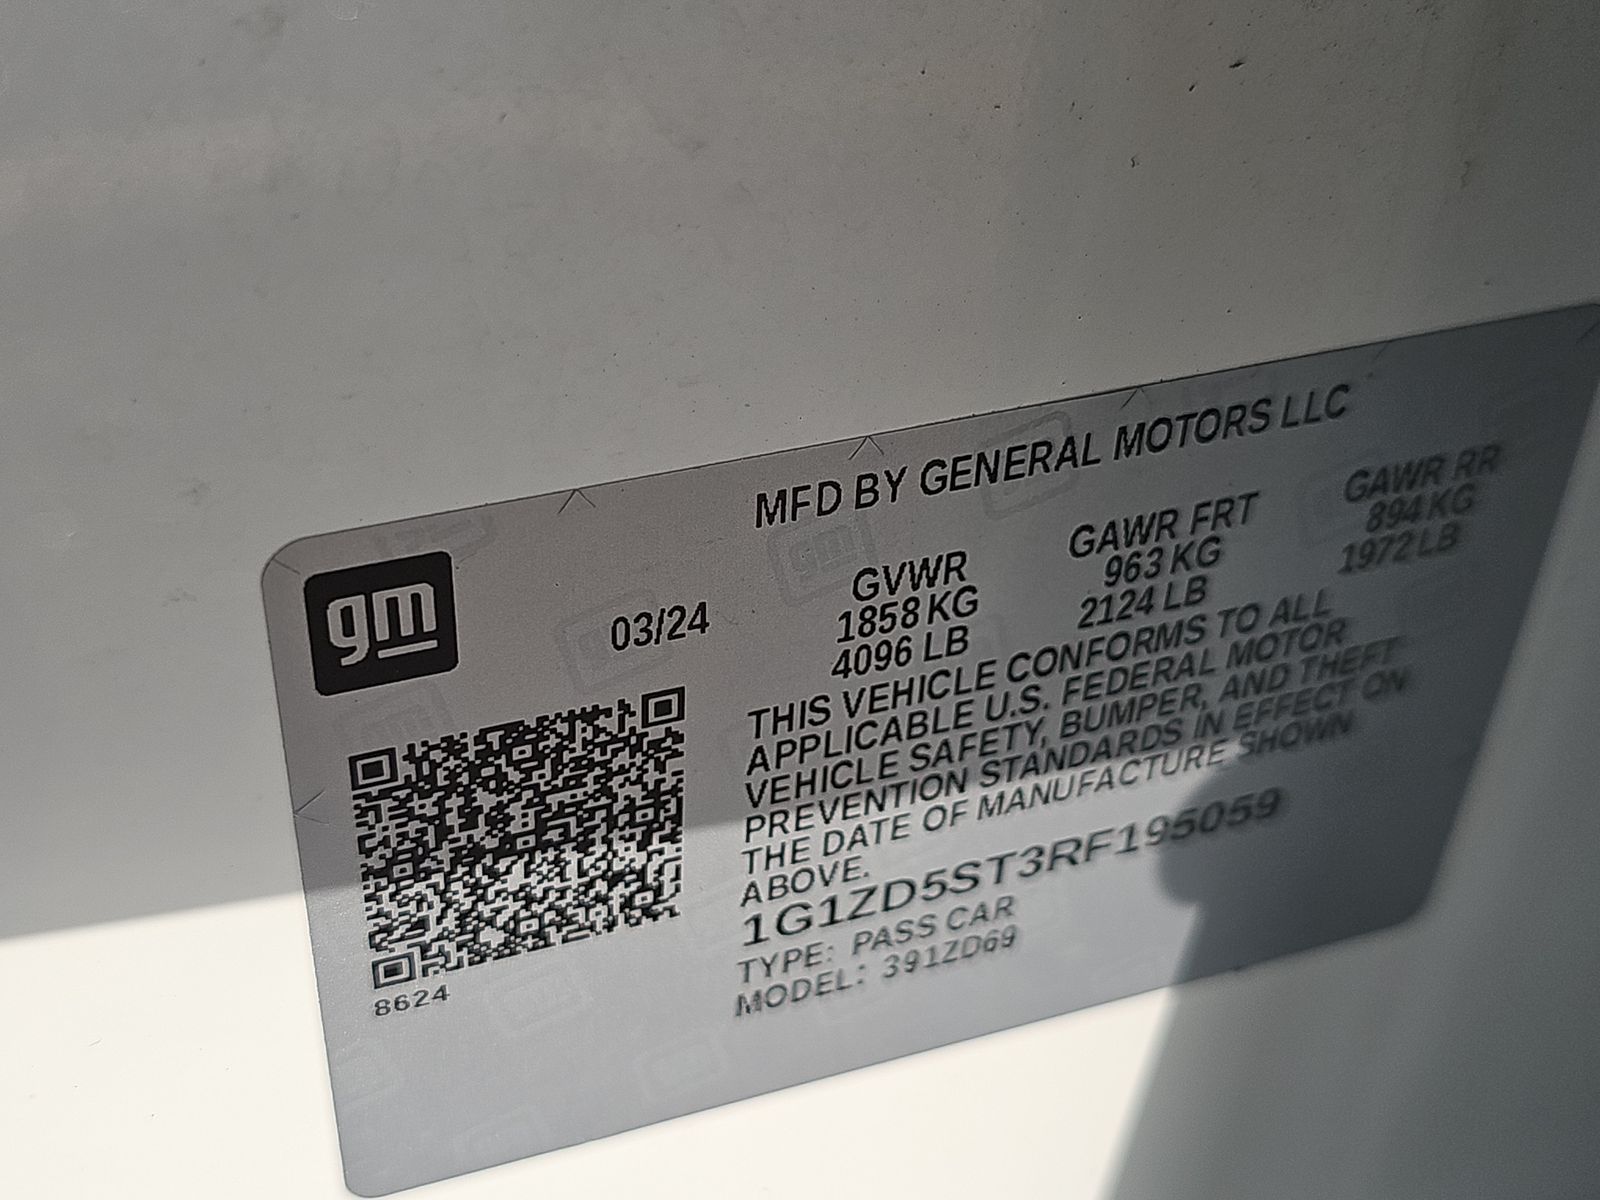 MFD BY GENERAL MOTORS LLC
gm
03/24
GVWR GAWR FRT GAWR RR
1858 KG 963 KG 894 KG
4096 LB 2124 LB 1972 LB
THIS VEHICLE CONFORMS TO ALL
APPLICABLE U.S. FEDERAL MOTOR
VEHICLE SAFETY, BUMPER, AND THEFT
PREVENTION STANDARDS IN EFFECT ON
THE DATE OF MANUFACTURE SHOWN
ABOVE.
1G1ZD5ST3RF195059
TYPE: PASS CAR
MODEL: 391ZD69
8624